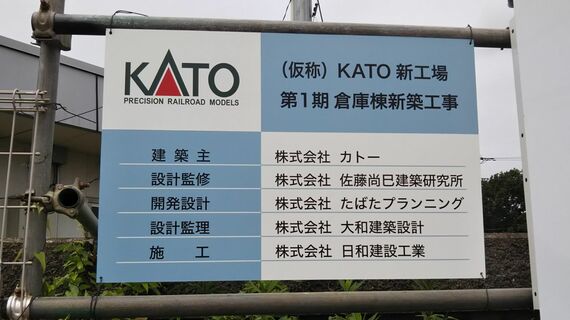 KATO
PRECISION RAILROAD MODELS
（仮称）KATO 新工場
第1期 倉庫棟新築工事
建築主 株式会社 カトー
設計監修 株式会社 佐藤尚巳建築研究所
開発設計 株式会社 たばたプランニング
設計監理 株式会社 大和建築設計
施工 株式会社 日和建設工業